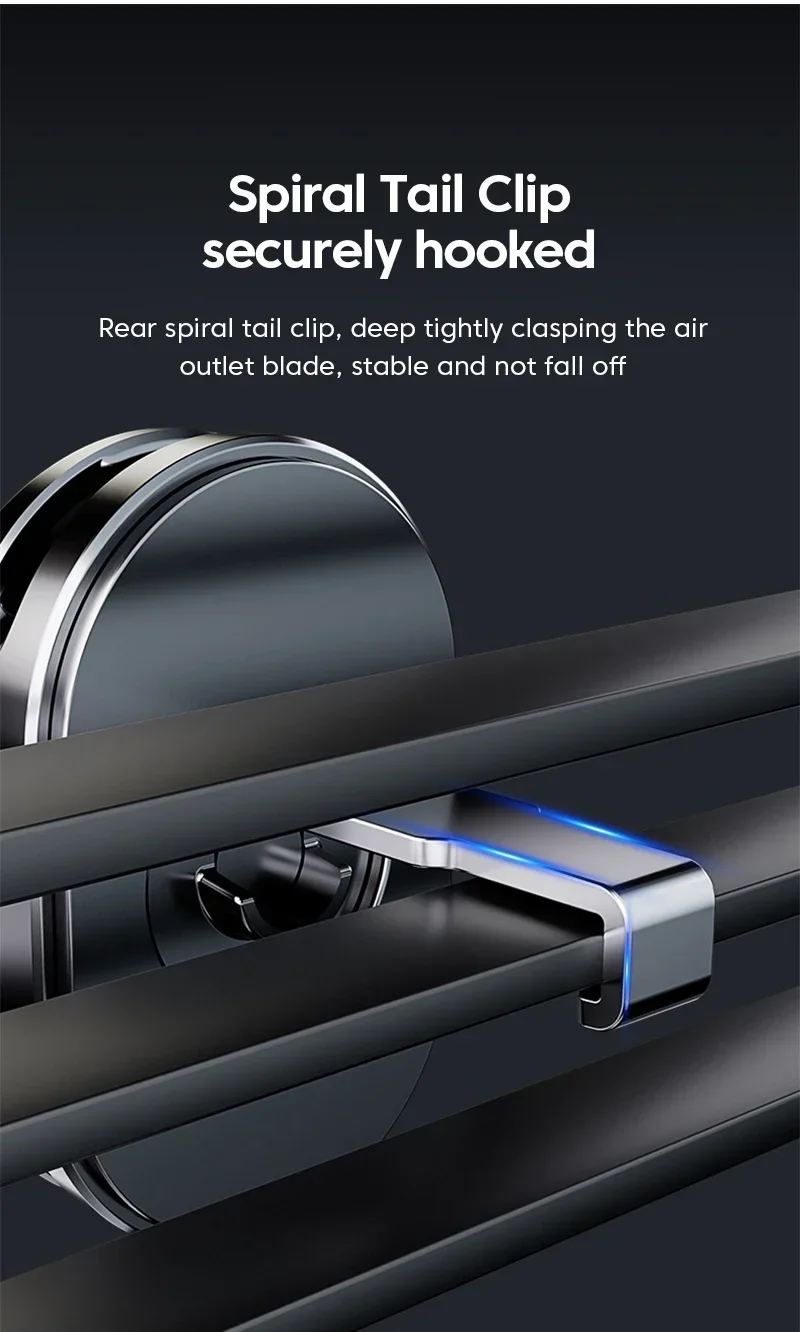 Spiral Tail Clip
securely hooked
Rear spiral tail clip, deep tightly clasping the air
outlet blade, stable and not fall off